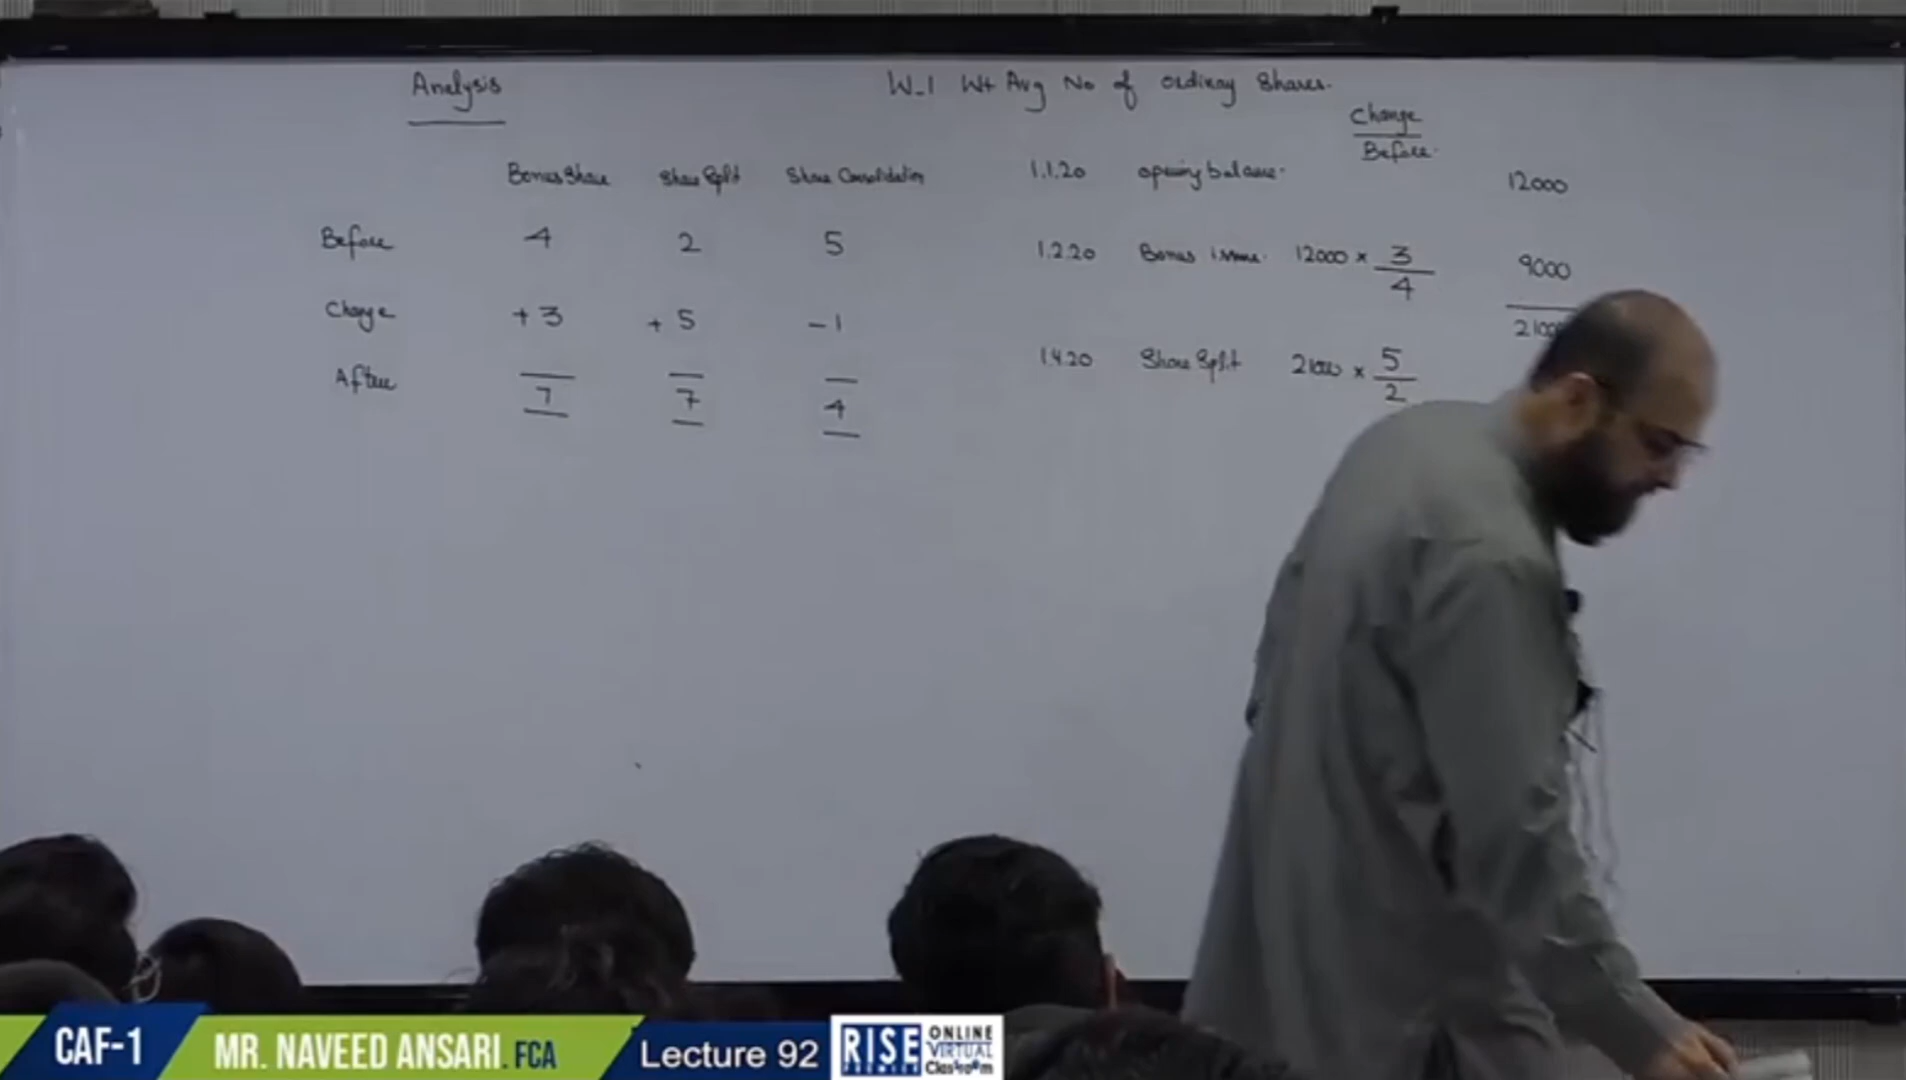 Analysis
Bonus Share Share Split Share Consolidation
Before 4 2 5
Change +3 +5 -1
After 7 7 4
W-1 Wt Avg No of ordinary shares.
Change
Before.
1.1.20 opening balance. 12000
1.2.20 Bonus issue. 12000 × 3/4 9000
2100
1.4.20 Share Split 21000 × 5/2
CAF-1
MR. NAVEED ANSARI. FCA
Lecture 92
RISE
PREMIER
ONLINE
VIRTUAL
Classroom